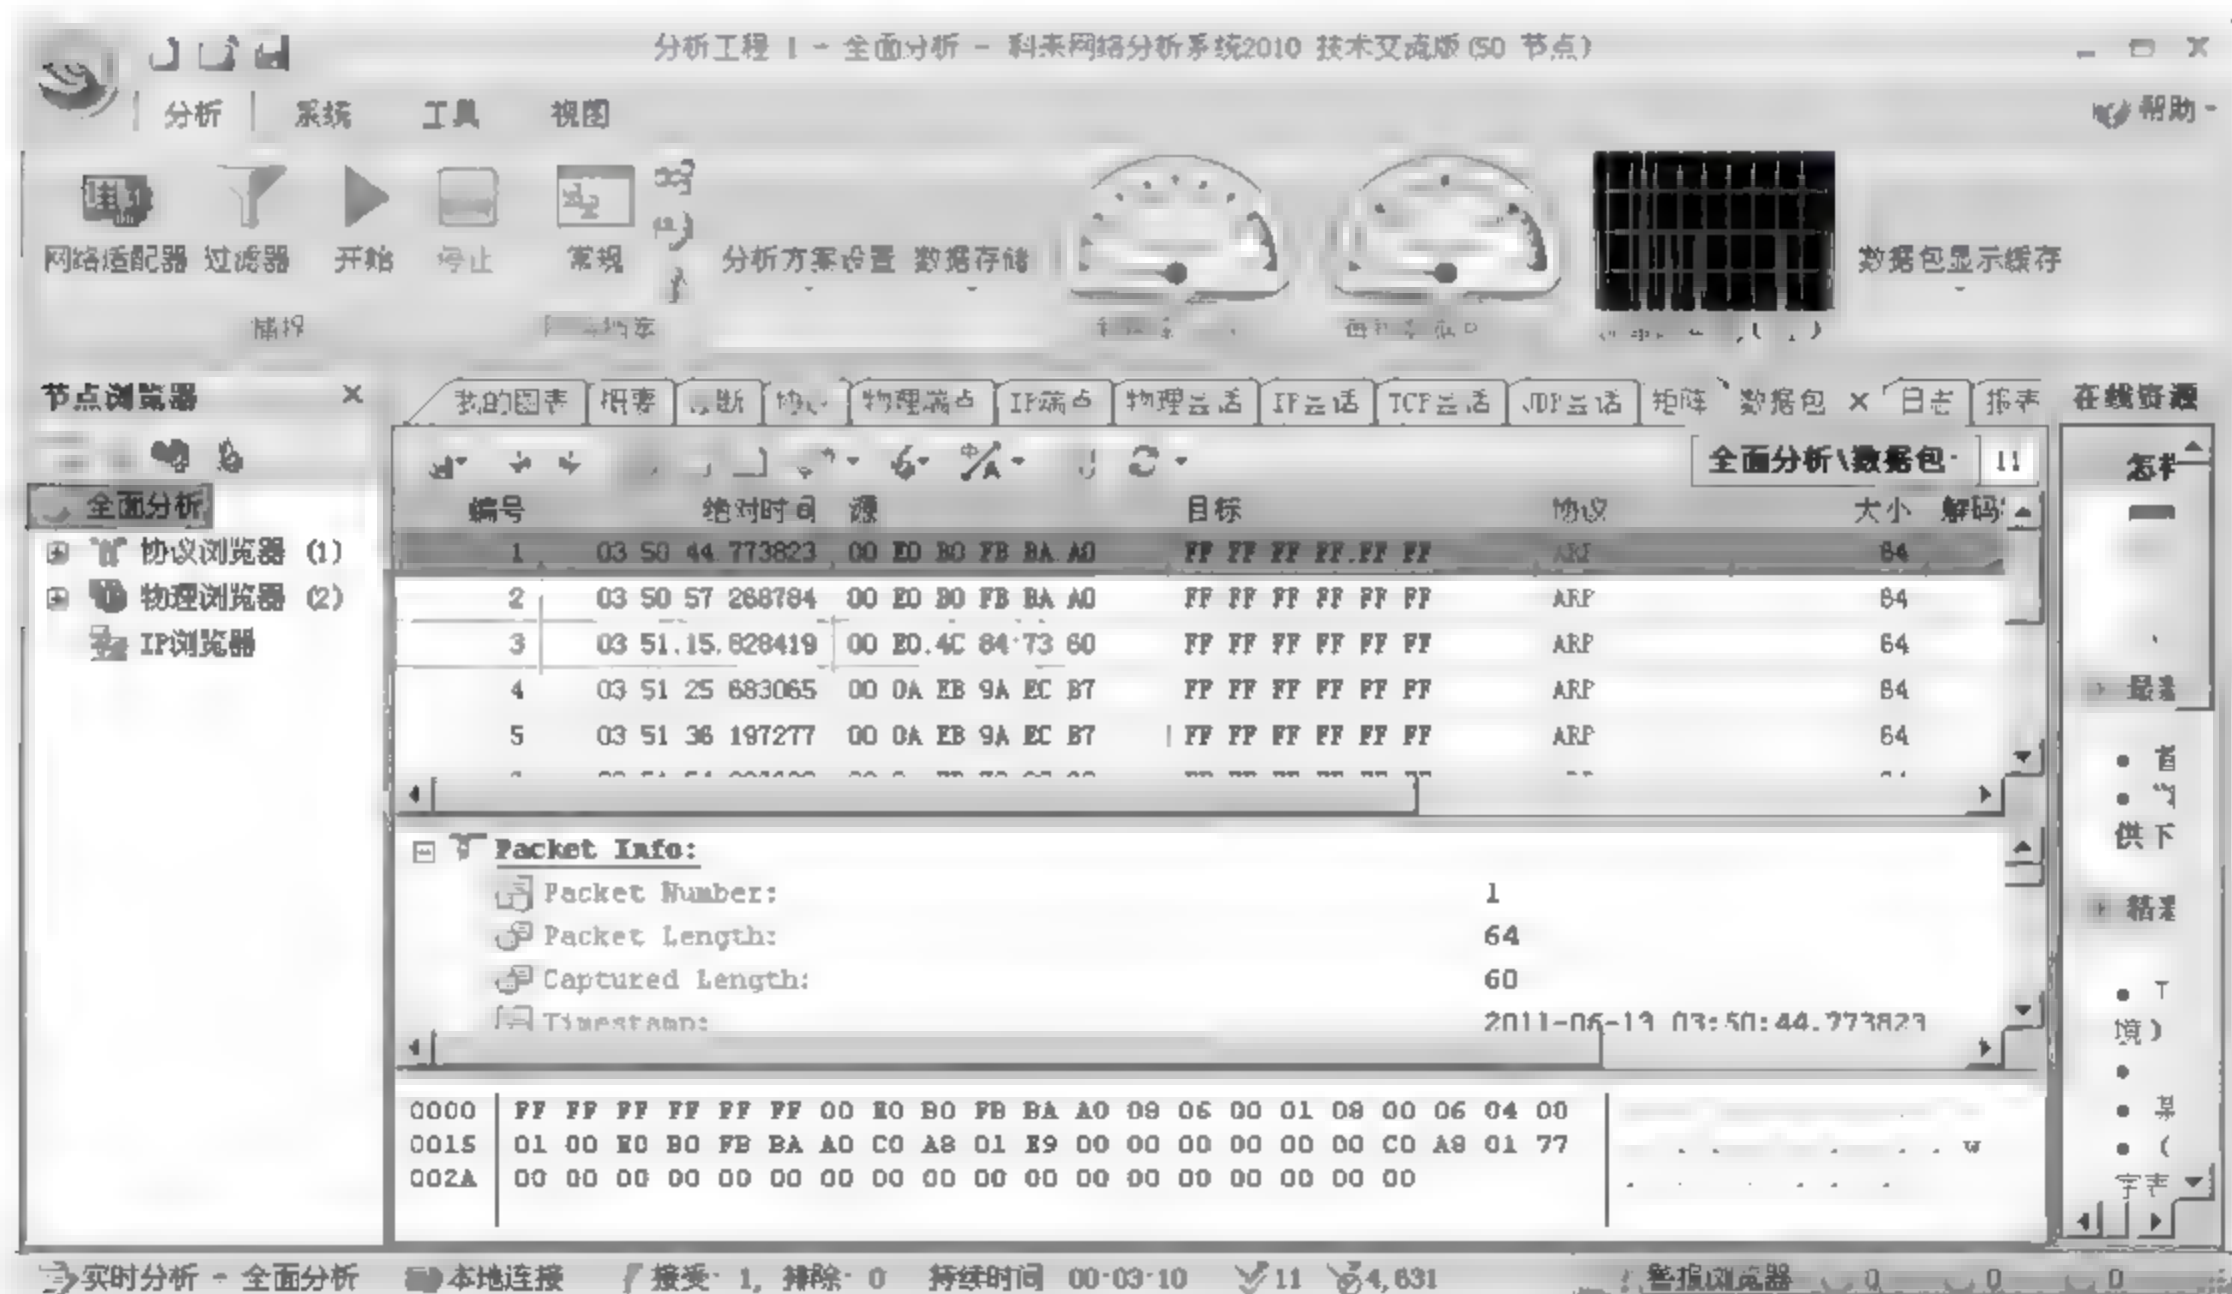 分析工程 1 - 全面分析 - 科来网络分析系统2010 技术交流版(50 节点)
分析 系统 工具 视图 帮助
网络适配器 过滤器 开始 停止 常规 分析方案设置 数据存储 数据包显示缓存
节点浏览器
我的图表 概要 诊断 协议 物理端点 IP端点 物理会话 IP会话 TCP会话 UDP会话 矩阵 数据包 日志 报表
在线资源
全面分析\数据包: 11
全面分析
协议浏览器 (1)
物理浏览器 (2)
IP浏览器
编号 绝对时间 源 目标 协议 大小 解码
1 03 50 44.773823 00 E0 B0 FB BA A0 FF FF FF FF FF FF ARP 64
2 03 50 57 268784 00 E0 B0 FB BA A0 FF FF FF FF FF FF ARP 64
3 03 51.15.828419 00 E0.4C 84 73 60 FF FF FF FF FF FF ARP 64
4 03 51 25 683065 00 0A EB 9A EC B7 FF FF FF FF FF FF ARP 64
5 03 51 36 197277 00 0A EB 9A EC B7 FF FF FF FF FF FF ARP 64
Packet Info:
Packet Number: 1
Packet Length: 64
Captured Length: 60
Timestamp: 2011-06-13 03:50:44.773823
0000 FF FF FF FF FF FF 00 E0 B0 FB BA A0 08 06 00 01 08 00 06 04 00
0015 01 00 E0 B0 FB BA A0 C0 A8 01 E9 00 00 00 00 00 00 C0 A8 01 77
002A 00 00 00 00 00 00 00 00 00 00 00 00 00 00 00 00 00 00
供下
境)
实时分析 - 全面分析 本地连接 接受: 1, 排除: 0 持续时间 00:03:10 11 4,631 警报浏览器 0 0 0